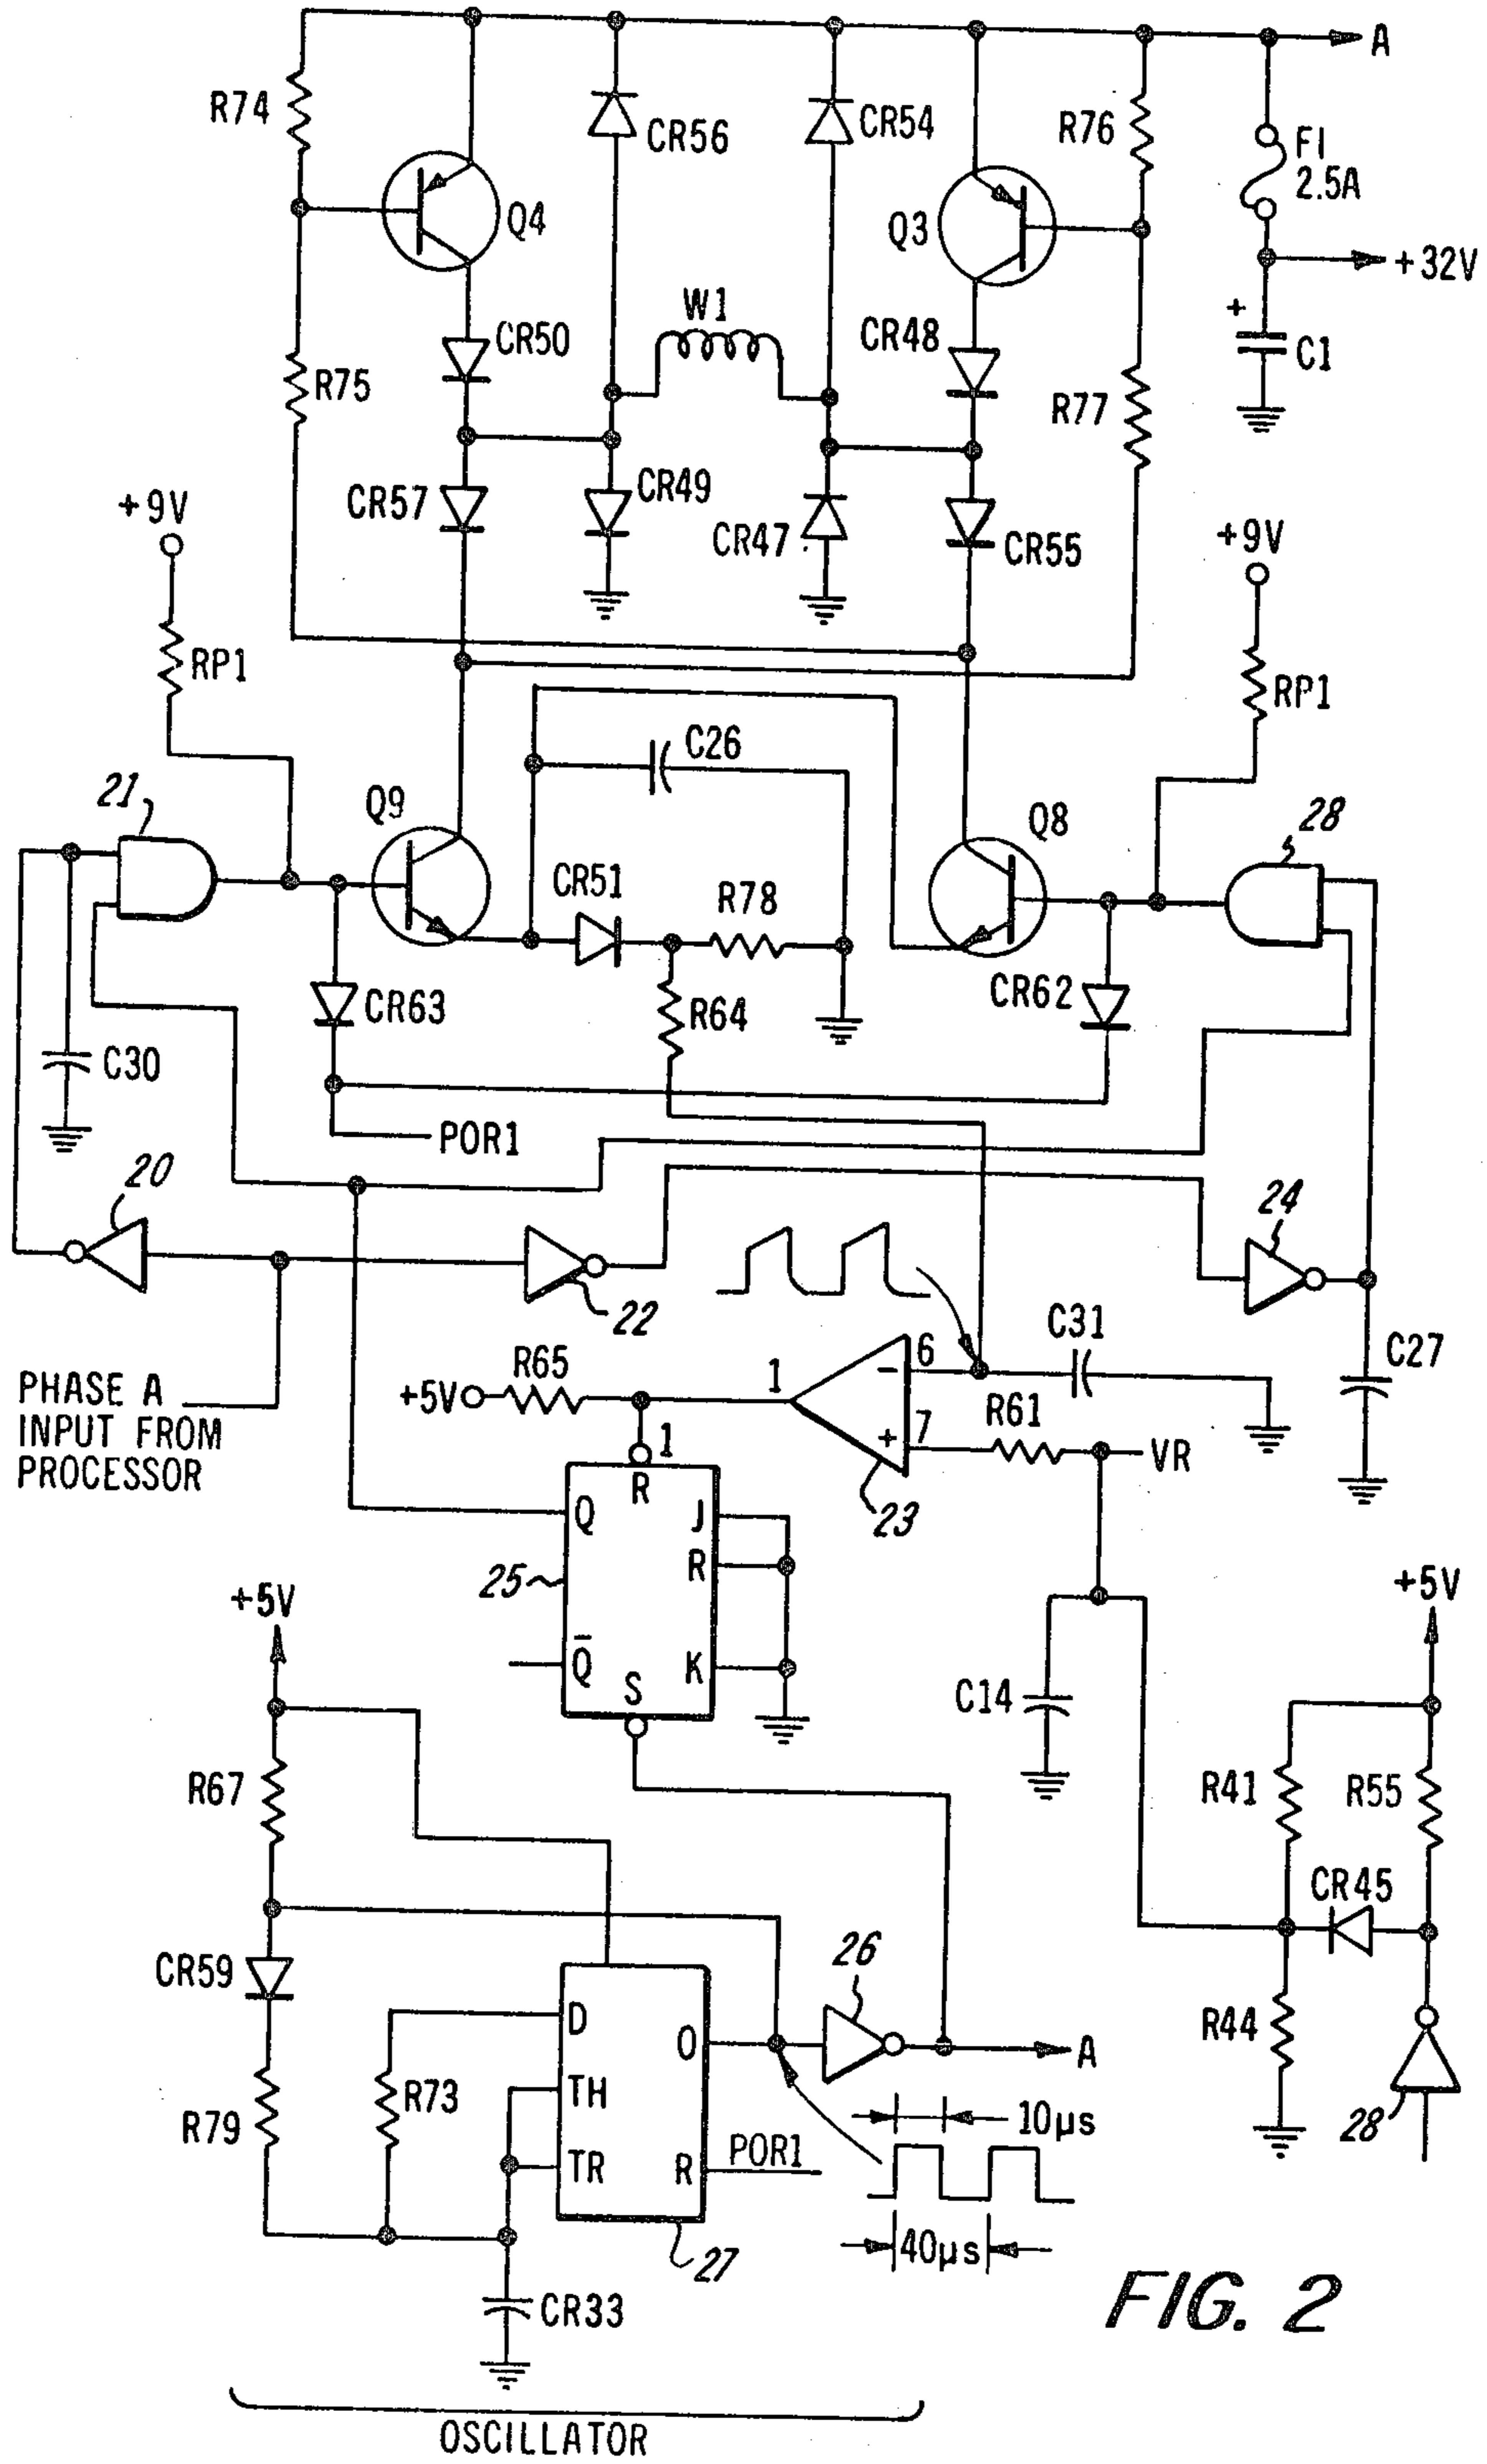 A
R74
CR56
CR54
R76
F1
2.5A
Q4
Q3
+32V
W1
+
CR50
CR48
C1
R75
R77
CR57
CR49
CR47
CR55
+9V
+9V
RP1
RP1
C26
21
Q9
Q8
28
CR51
R78
CR63
R64
CR62
C30
POR1
20
24
22
C31
C27
R65
1
6
-
+5V
PHASE A
INPUT FROM
PROCESSOR
R61
+
7
VR
1
R
23
Q
J
R
25
+5V
+5V
Q̄
K
S
C14
R67
R41
R55
CR45
26
CR59
D
O
A
R44
R73
TH
10µs
28
R79
TR
R
POR1
40µs
27
CR33
FIG. 2
OSCILLATOR